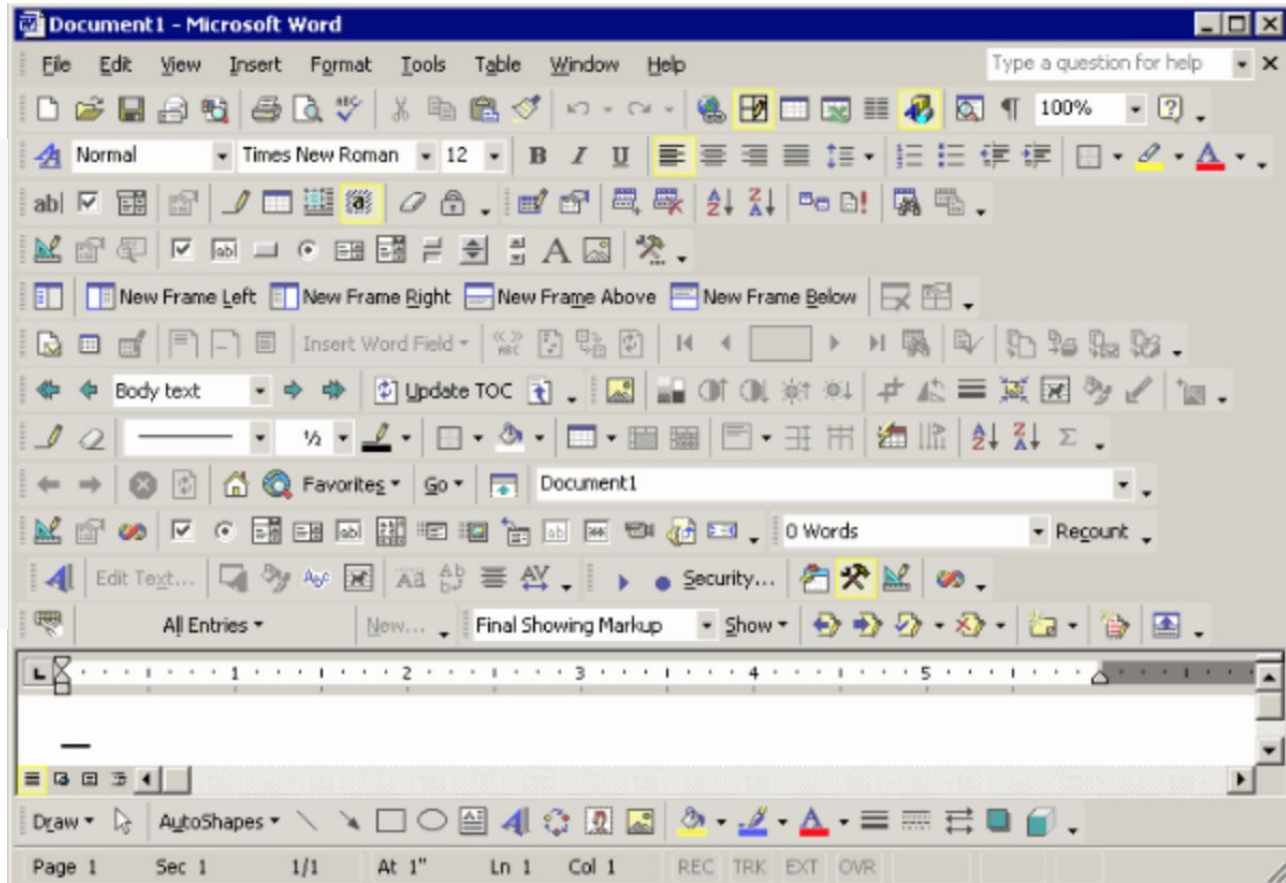 Document1 - Microsoft Word
File Edit View Insert Format Tools Table Window Help Type a question for help
100%
Normal Times New Roman 12 B I U A
ab| a
A
New Frame Left New Frame Right New Frame Above New Frame Below
Insert Word Field
Body text Update TOC
½
Favorites Go Document1
ab| 0 Words Recount
Edit Text... Security...
All Entries New... Final Showing Markup Show
1 2 3 4 5
Draw AutoShapes A
Page 1 Sec 1 1/1 At 1" Ln 1 Col 1 REC TRK EXT OVR